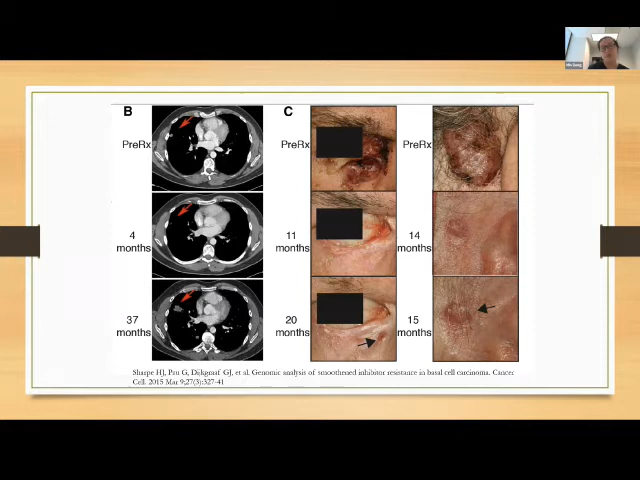 B
C
PreRx
PreRx
PreRx
4
months
11
months
14
months
37
months
20
months
15
months
Sharpe HJ, Pau G, Dijkgraaf GJ, et al. Genomic analysis of smoothened inhibitor resistance in basal cell carcinoma. Cancer
Cell. 2015 Mar 9;27(3):327-41